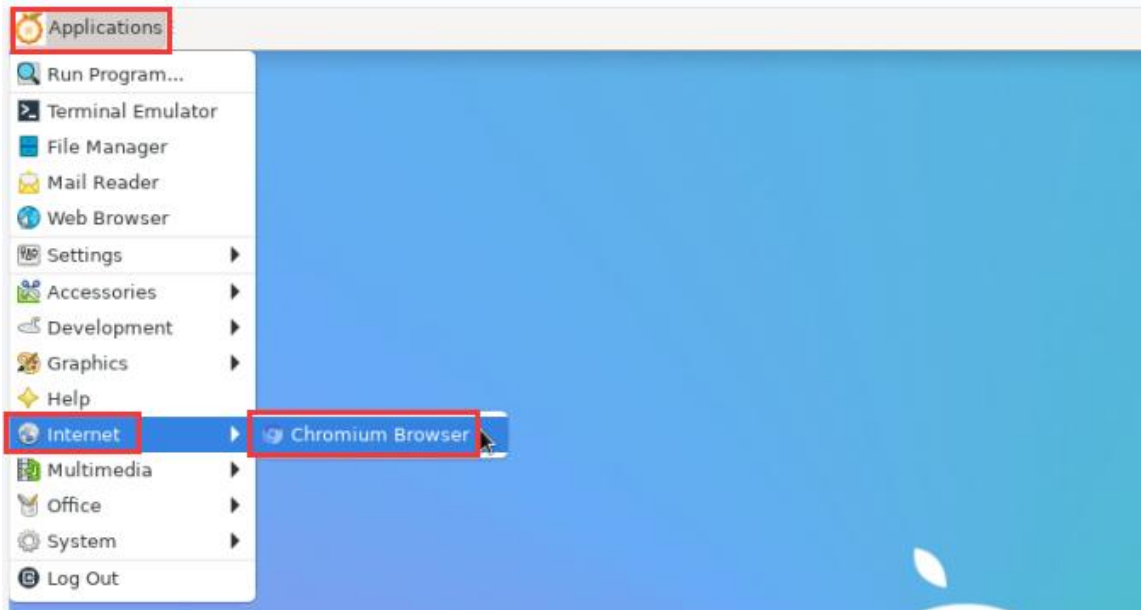 Applications
Run Program...
Terminal Emulator
File Manager
Mail Reader
Web Browser
Settings
Accessories
Development
Graphics
Help
Internet
Chromium Browser
Multimedia
Office
System
Log Out